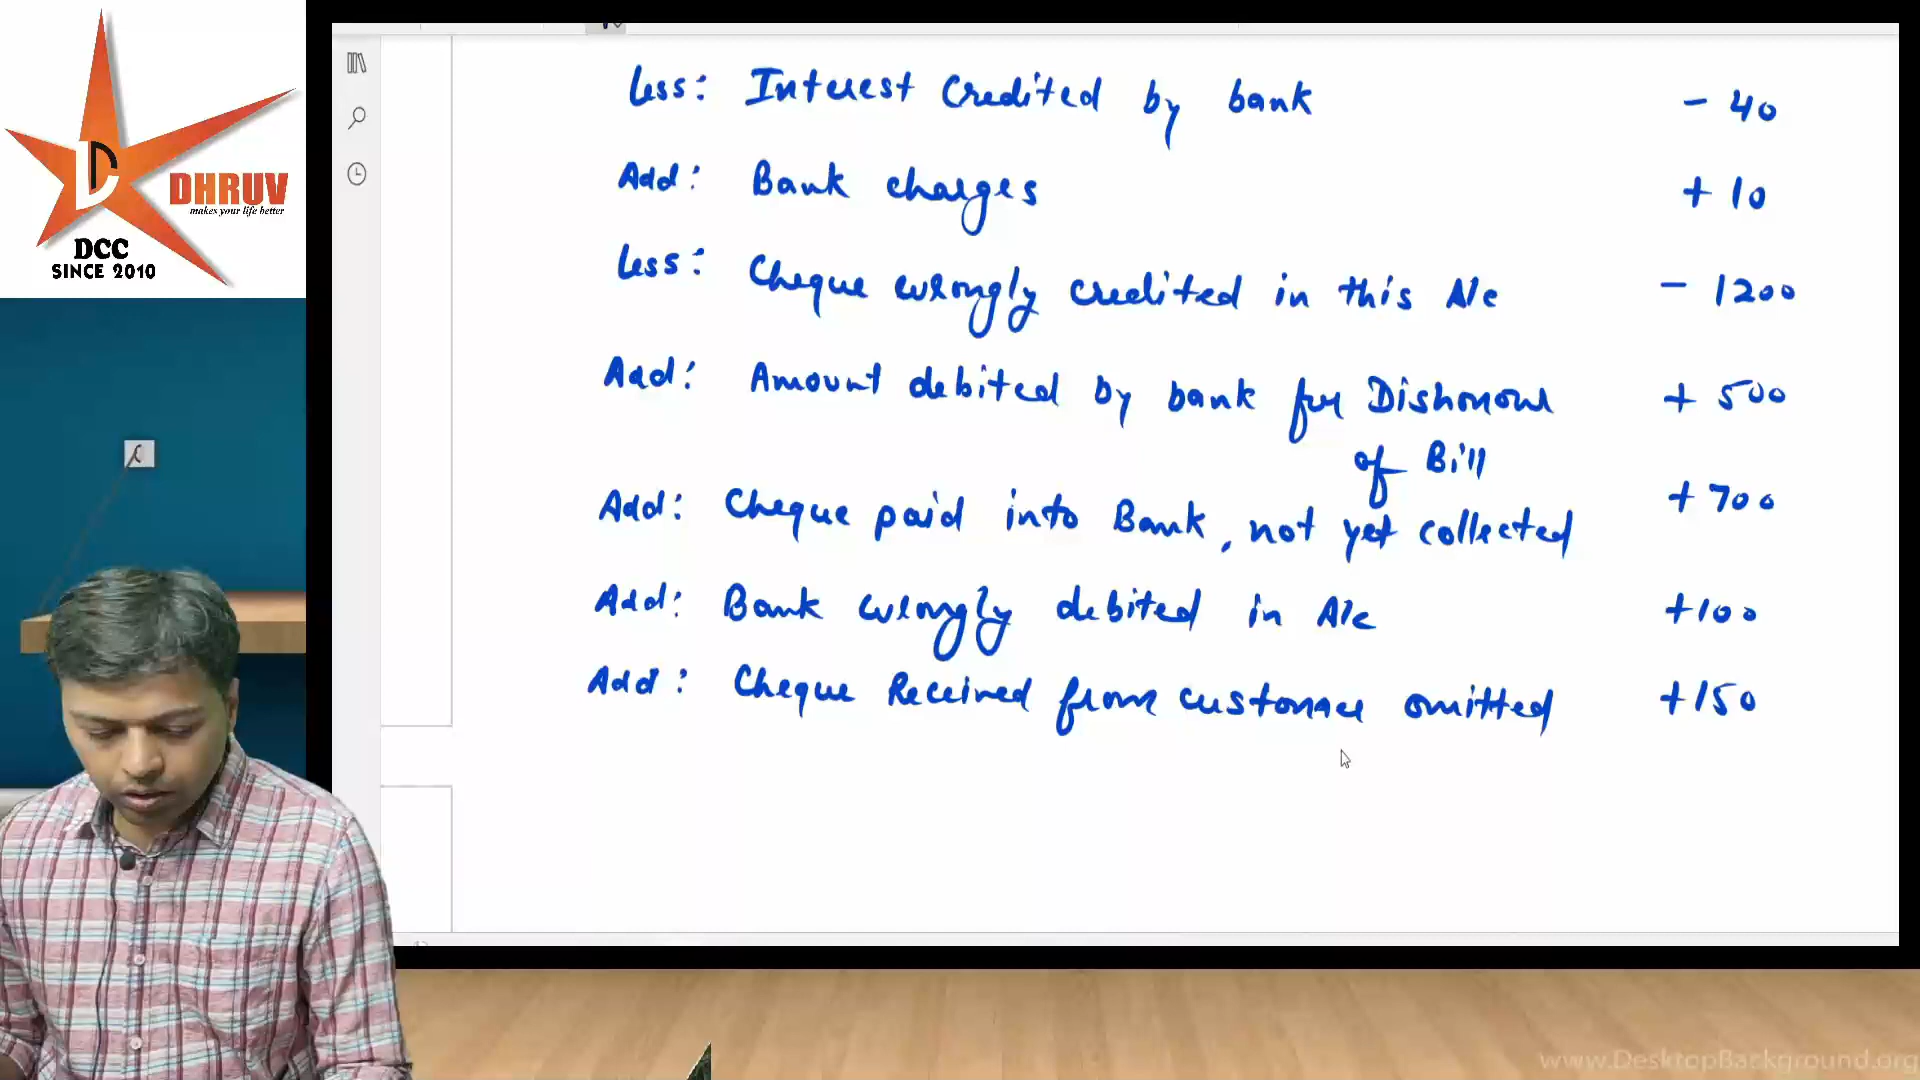 DHRUV
makes your life better
DCC
SINCE 2010
Less: Interest Credited by bank - 40
Add: Bank charges + 10
Less: Cheque wrongly credited in this A/c - 1200
Add: Amount debited by bank for Dishonour + 500
of Bill
Add: Cheque paid into Bank, not yet collected + 700
Add: Bank wrongly debited in A/c +100
Add: Cheque Received from customer omitted +150
www.DesktopBackground.org